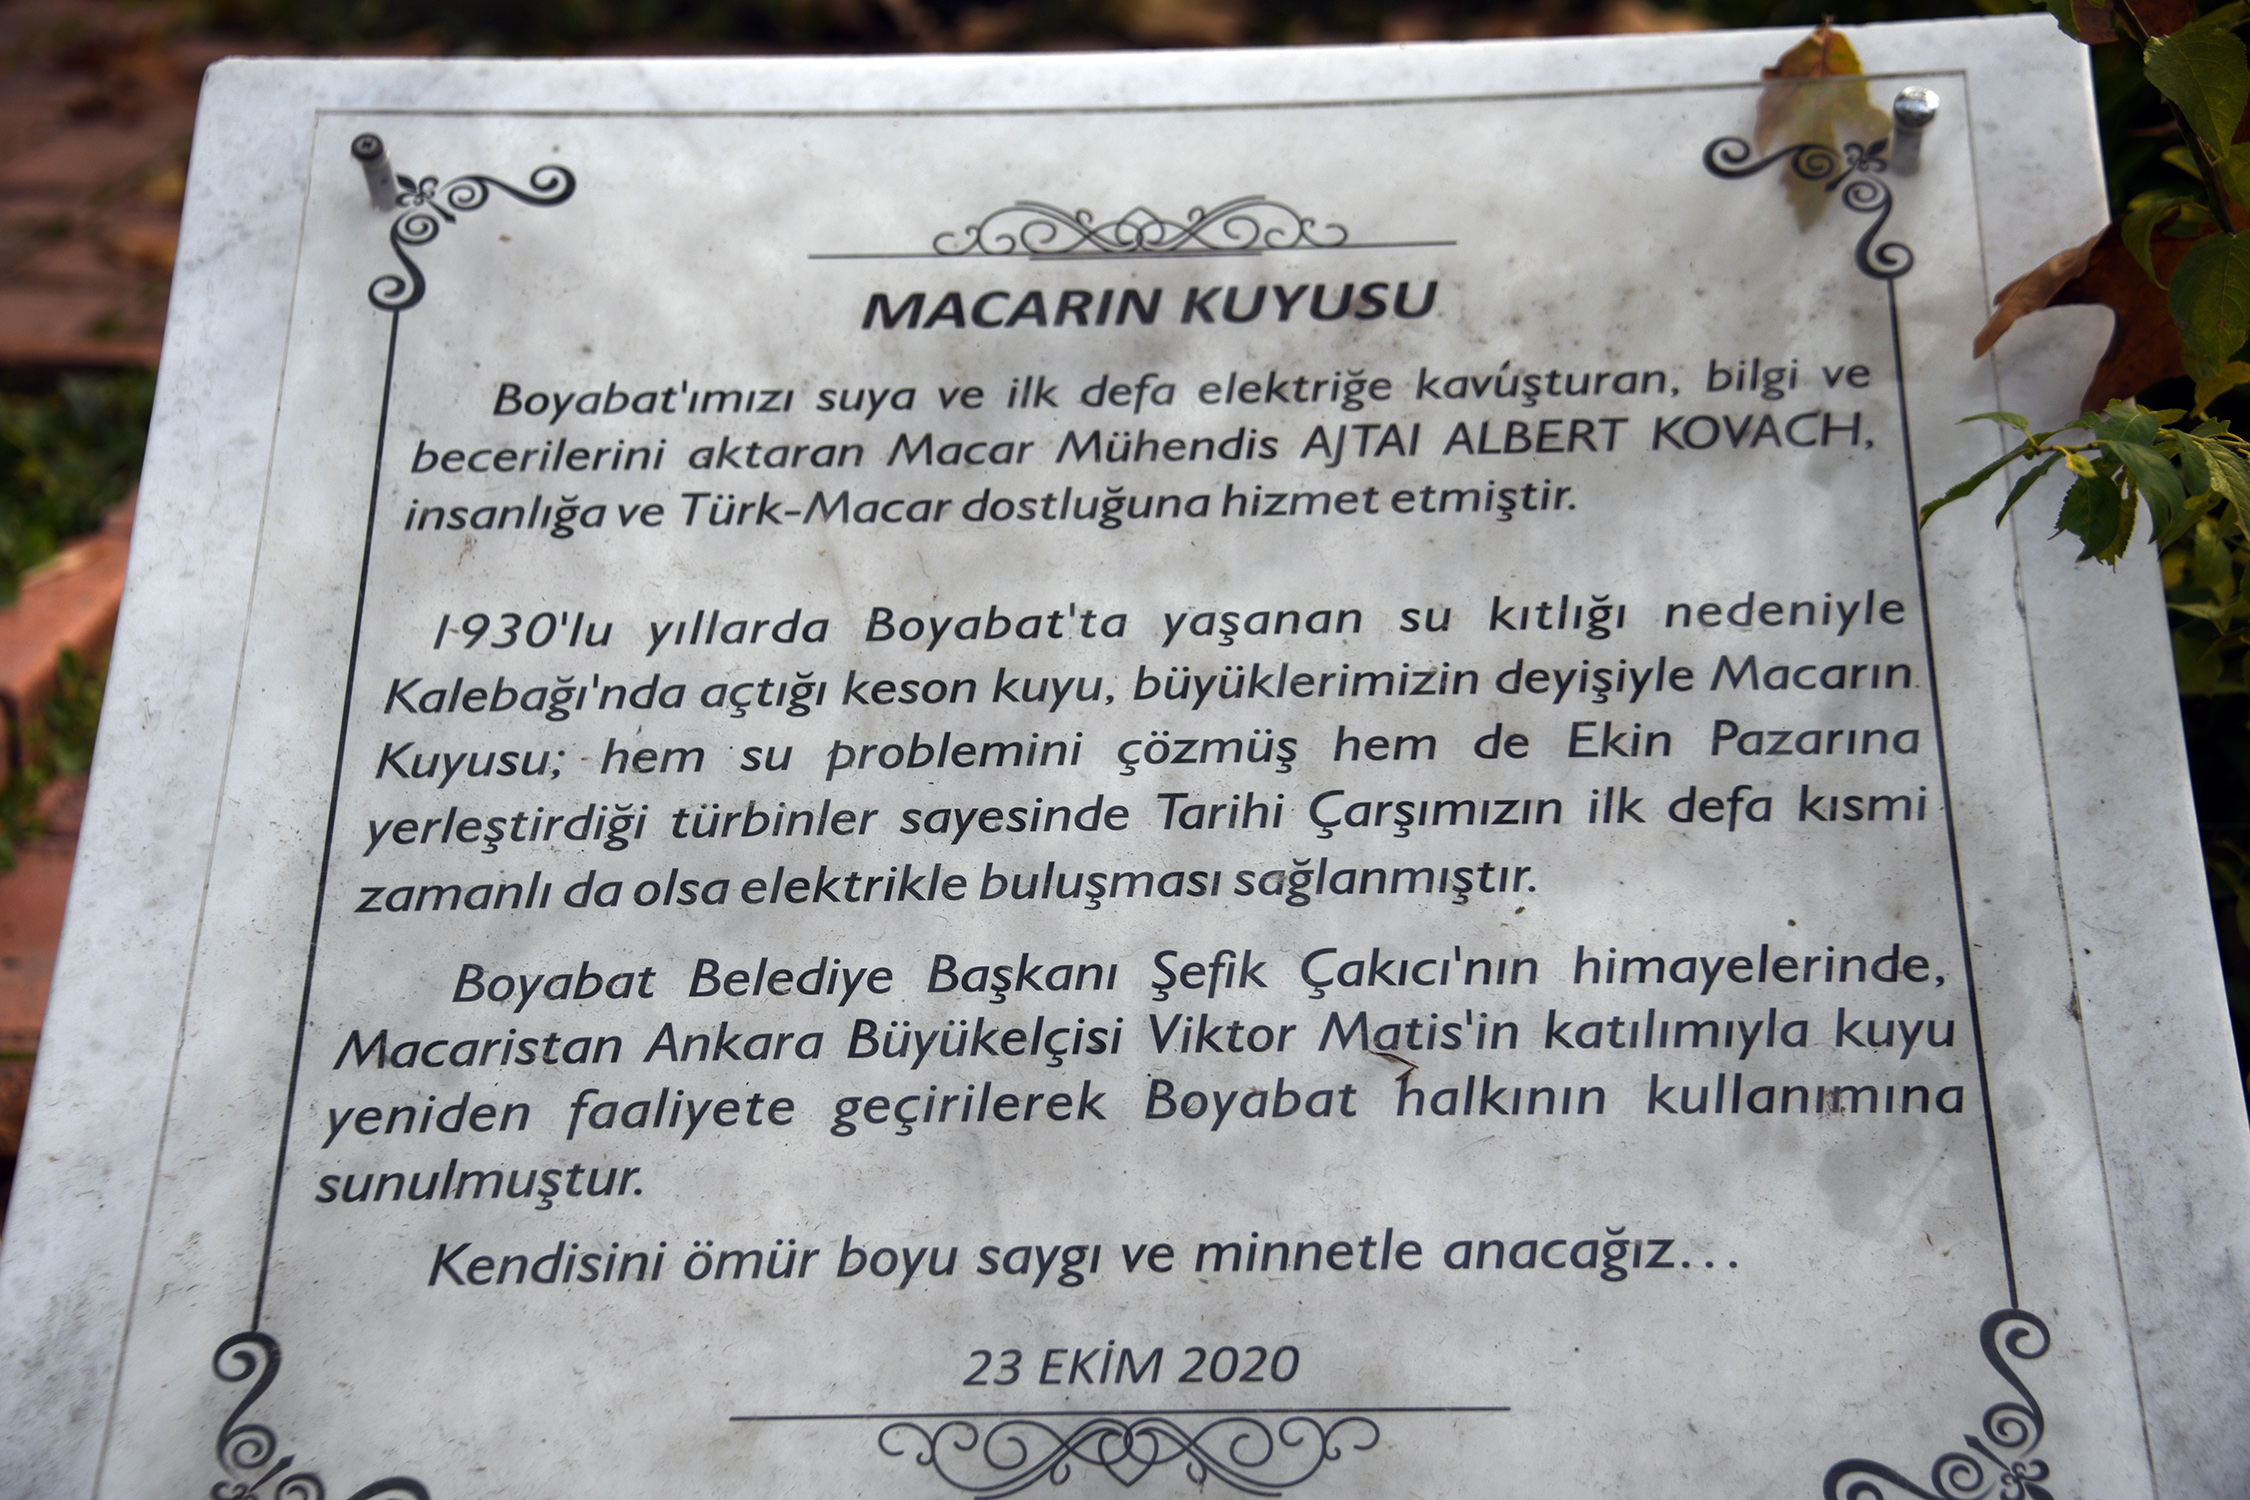 MACARIN KUYUSU
Boyabat'ımızı suya ve ilk defa elektriğe kavuşturan, bilgi ve
becerilerini aktaran Macar Mühendis AJTAI ALBERT KOVACH,
insanlığa ve Türk-Macar dostluğuna hizmet etmiştir.
1930'lu yıllarda Boyabat'ta yaşanan su kıtlığı nedeniyle
Kalebağı'nda açtığı keson kuyu, büyüklerimizin deyişiyle Macarın
Kuyusu; hem su problemini çözmüş hem de Ekin Pazarına
yerleştirdiği türbinler sayesinde Tarihi Çarşımızın ilk defa kısmi
zamanlı da olsa elektrikle buluşması sağlanmıştır.
Boyabat Belediye Başkanı Şefik Çakıcı'nın himayelerinde,
Macaristan Ankara Büyükelçisi Viktor Matis'in katılımıyla kuyu
yeniden faaliyete geçirilerek Boyabat halkının kullanımına
sunulmuştur.
Kendisini ömür boyu saygı ve minnetle anacağız...
23 EKİM 2020